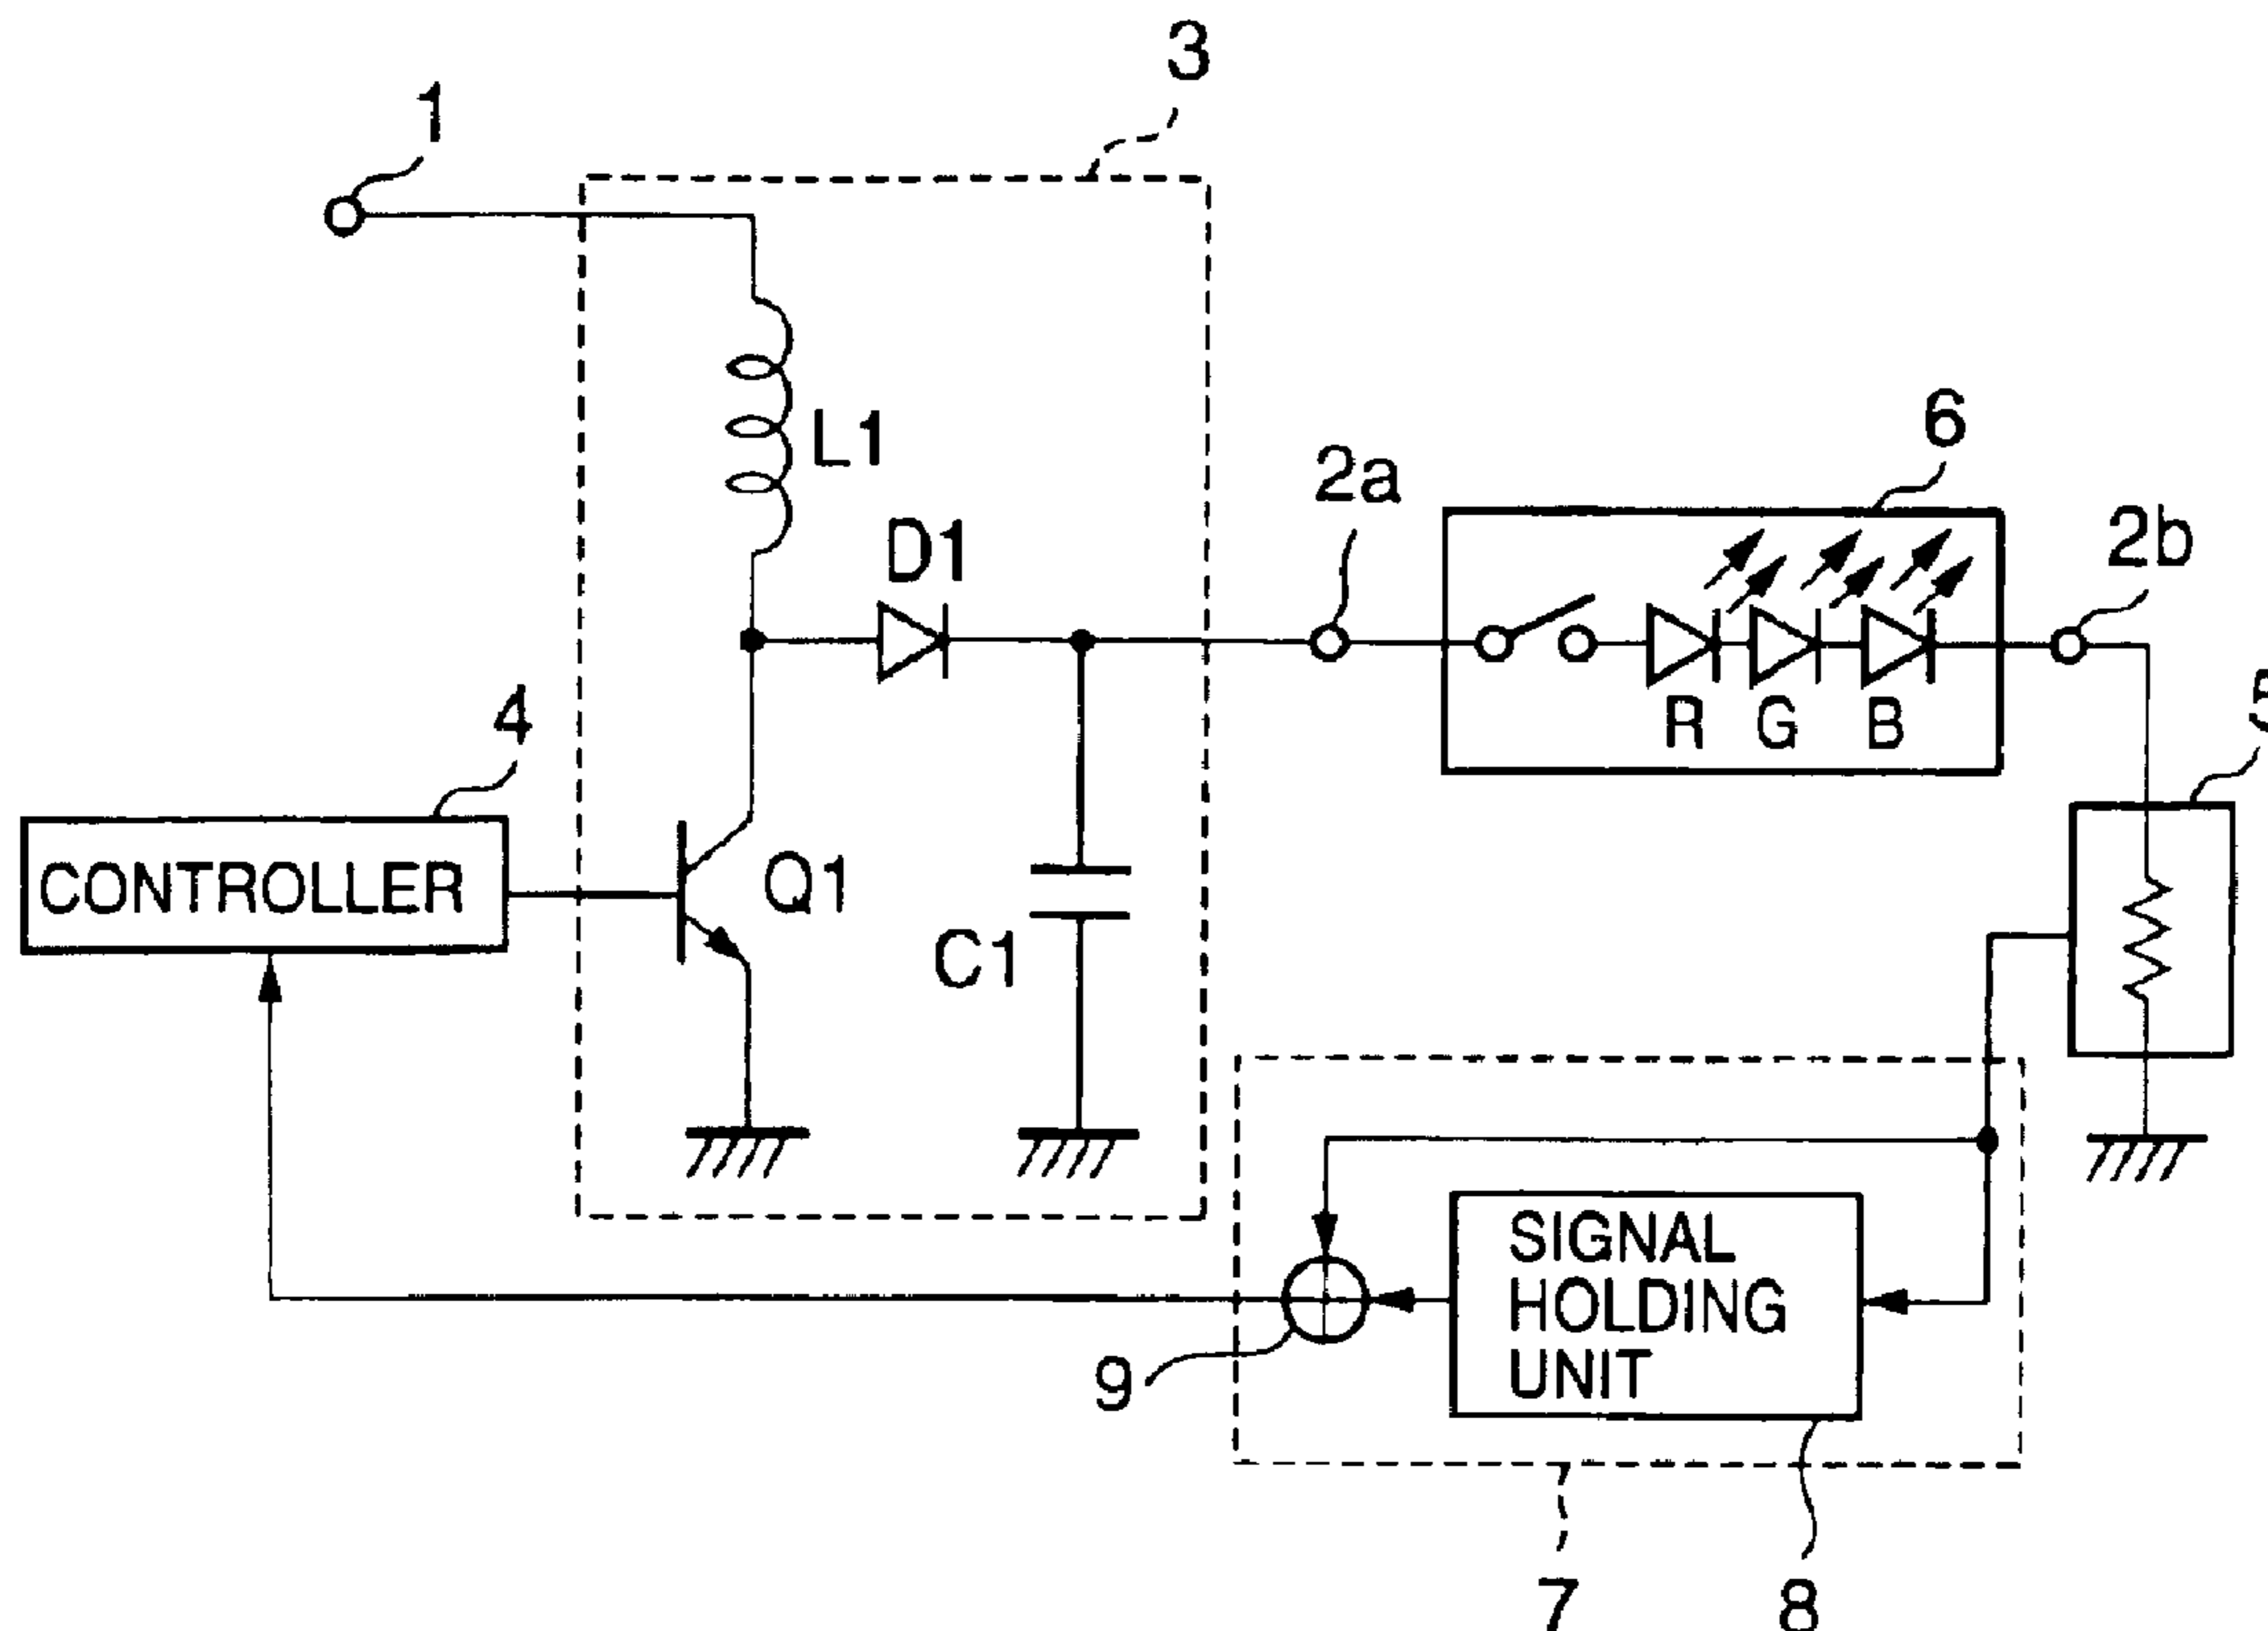 3
1
L1
6
2a
D1
2b
R G B
4
5
CONTROLLER
Q1
C1
SIGNAL
HOLDING
UNIT
9
7
8